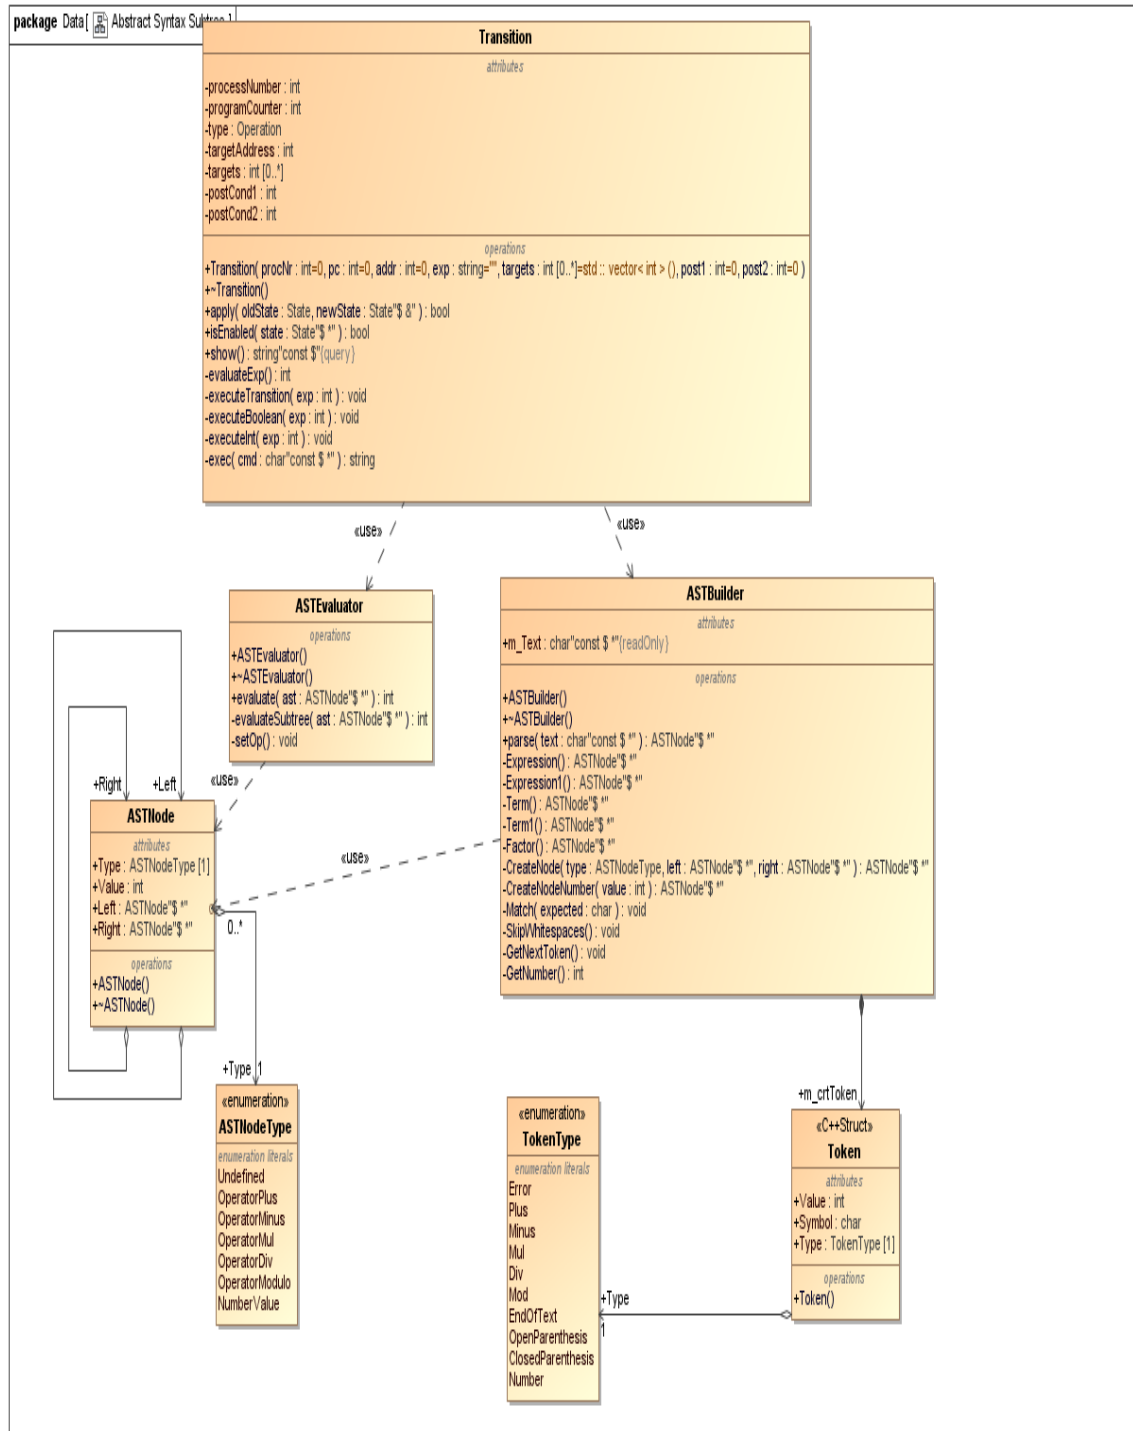 package Data[ Abstract Syntax Subtree ]
Transition
attributes
-processNumber : int
-programCounter : int
-type : Operation
-targetAddress : int
-targets : int [0..*]
-postCond1 : int
-postCond2 : int
operations
+Transition( procNr : int=0, pc : int=0, addr : int=0, exp : string="", targets : int [0..*]=std :: vector< int > (), post1 : int=0, post2 : int=0 )
+~Transition()
+apply( oldState : State, newState : State"$ &" ) : bool
+isEnabled( state : State"$ *" ) : bool
+show() : string"const $"{query}
-evaluateExp() : int
-executeTransition( exp : int ) : void
-executeBoolean( exp : int ) : void
-executeInt( exp : int ) : void
-exec( cmd : char"const $ *" ) : string
«use»
«use»
ASTEvaluator
operations
+ASTEvaluator()
+~ASTEvaluator()
+evaluate( ast : ASTNode"$ *" ) : int
-evaluateSubtree( ast : ASTNode"$ *" ) : int
-setOp() : void
ASTBuilder
attributes
+m_Text : char"const $ *"{readOnly}
operations
+ASTBuilder()
+~ASTBuilder()
+parse( text : char"const $ *" ) : ASTNode"$ *"
-Expression() : ASTNode"$ *"
-Expression1() : ASTNode"$ *"
-Term() : ASTNode"$ *"
-Term1() : ASTNode"$ *"
-Factor() : ASTNode"$ *"
-CreateNode( type : ASTNodeType, left : ASTNode"$ *", right : ASTNode"$ *" ) : ASTNode"$ *"
-CreateNodeNumber( value : int ) : ASTNode"$ *"
-Match( expected : char ) : void
-SkipWhitespaces() : void
-GetNextToken() : void
-GetNumber() : int
+Right
+Left
«use»
«use»
ASTNode
attributes
+Type : ASTNodeType [1]
+Value : int
+Left : ASTNode"$ *"
+Right : ASTNode"$ *"
operations
+ASTNode()
+~ASTNode()
0..*
+Type 1
«enumeration»
ASTNodeType
enumeration literals
Undefined
OperatorPlus
OperatorMinus
OperatorMul
OperatorDiv
OperatorModulo
NumberValue
«enumeration»
TokenType
enumeration literals
Error
Plus
Minus
Mul
Div
Mod
EndOfText
OpenParenthesis
ClosedParenthesis
Number
+Type
1
+m_crtToken
«C++Struct»
Token
attributes
+Value : int
+Symbol : char
+Type : TokenType [1]
operations
+Token()